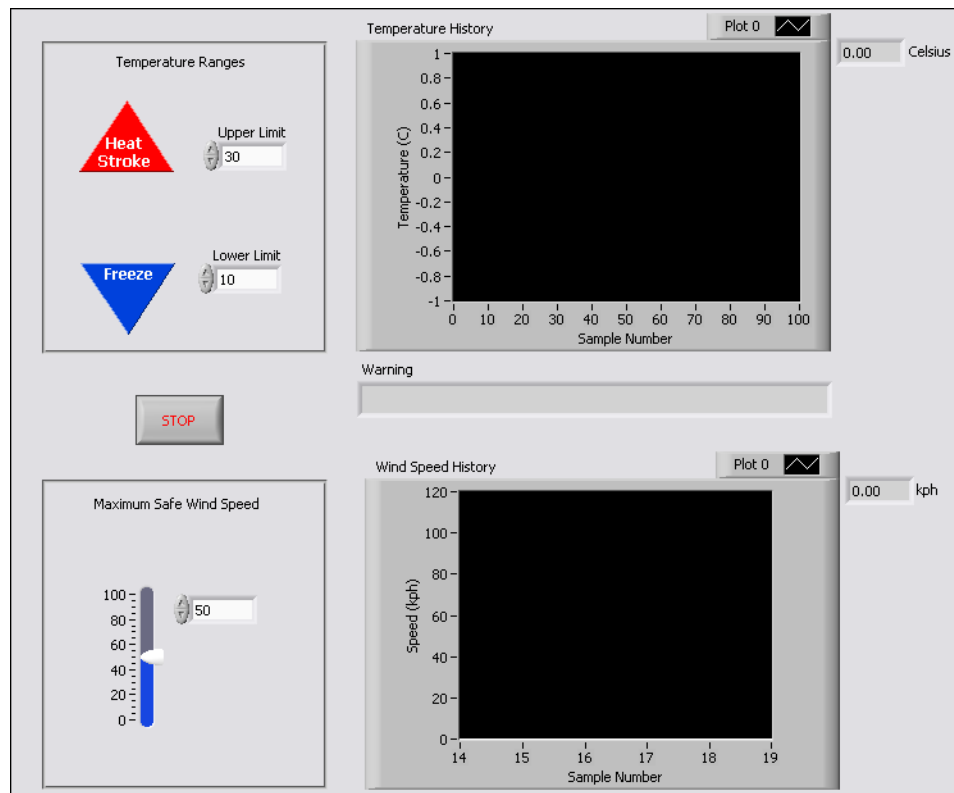 Temperature Ranges
Heat
Stroke
Upper Limit
30
Freeze
Lower Limit
10
Temperature History
Plot 0
0.00 Celsius
Temperature (C)
1
0.8
0.6
0.4
0.2
0
-0.2
-0.4
-0.6
-0.8
-1
0 10 20 30 40 50 60 70 80 90 100
Sample Number
STOP
Warning
Maximum Safe Wind Speed
100
80
60
40
20
0
50
Wind Speed History
Plot 0
0.00 kph
Speed (kph)
120
100
80
60
40
20
0
14 15 16 17 18 19
Sample Number